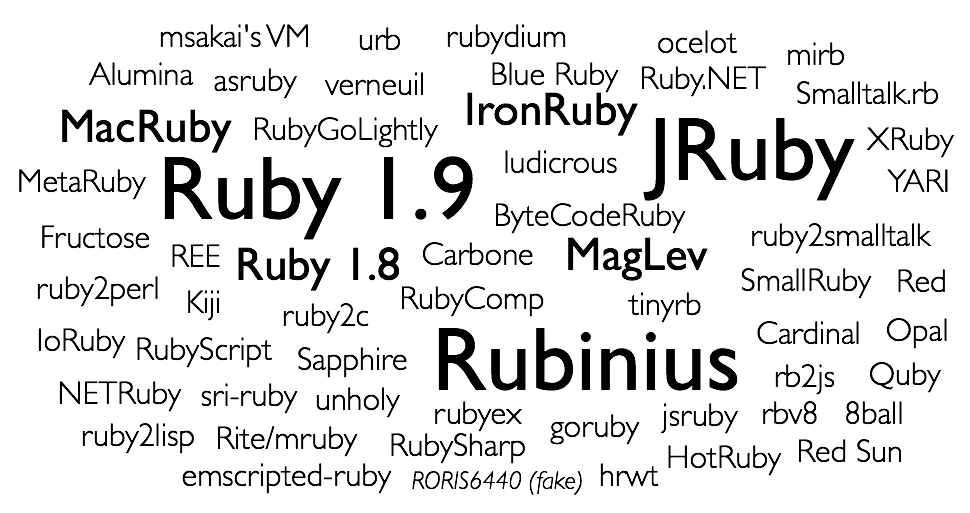 msakai's VM urb rubydium ocelot mirb
Alumina asruby verneuil Blue Ruby Ruby.NET Smalltalk.rb
MacRuby RubyGoLightly IronRuby JRuby XRuby
MetaRuby Ruby 1.9 ludicrous YARI
ByteCodeRuby
Fructose REE Ruby 1.8 Carbone MagLev ruby2smalltalk
ruby2perl Kiji RubyComp tinyrb SmallRuby Red
ruby2c
IoRuby RubyScript Sapphire Rubinius Cardinal Opal
NETRuby sri-ruby unholy rb2js Quby
rubyex goruby jsruby rbv8 8ball
ruby2lisp Rite/mruby RubySharp HotRuby Red Sun
emscripted-ruby RORIS6440 (fake) hrwt